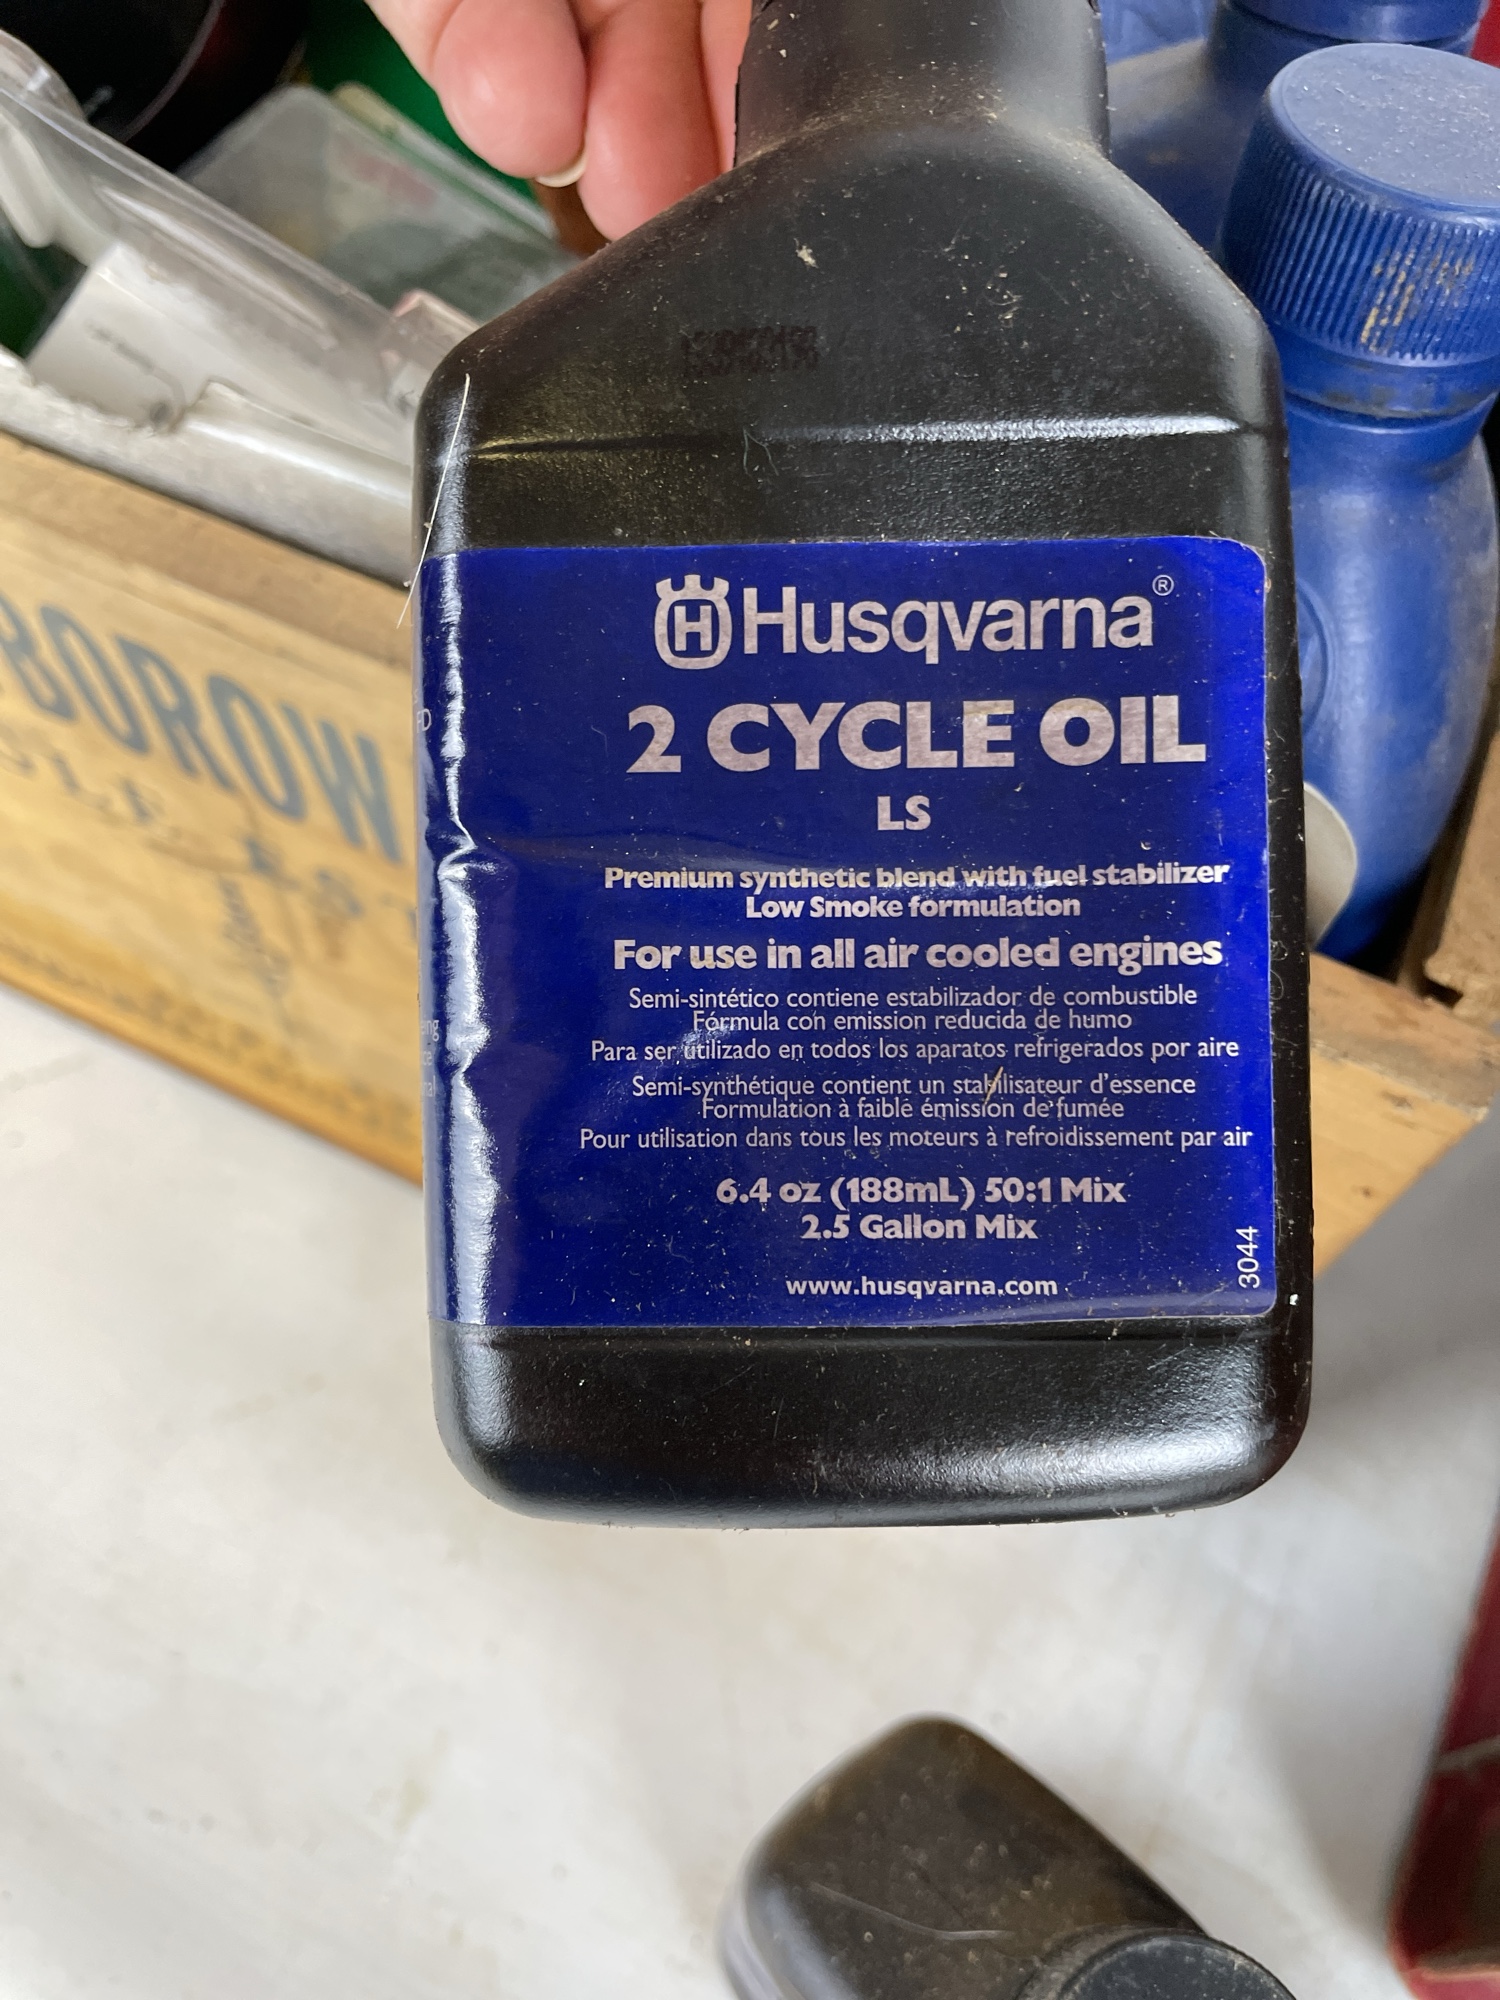 Husqvarna®
2 CYCLE OIL
LS
Premium synthetic blend with fuel stabilizer
Low Smoke formulation
For use in all air cooled engines
Semi-sintético contiene estabilizador de combustible
Fórmula con emission reducida de humo
Para ser utilizado en todos los aparatos refrigerados por aire
Semi-synthétique contient un stabilisateur d'essence
Formulation à faible émission de fumée
Pour utilisation dans tous les moteurs à refroidissement par air
6.4 oz (188mL) 50:1 Mix
2.5 Gallon Mix
www.husqvarna.com
3044
BOROW